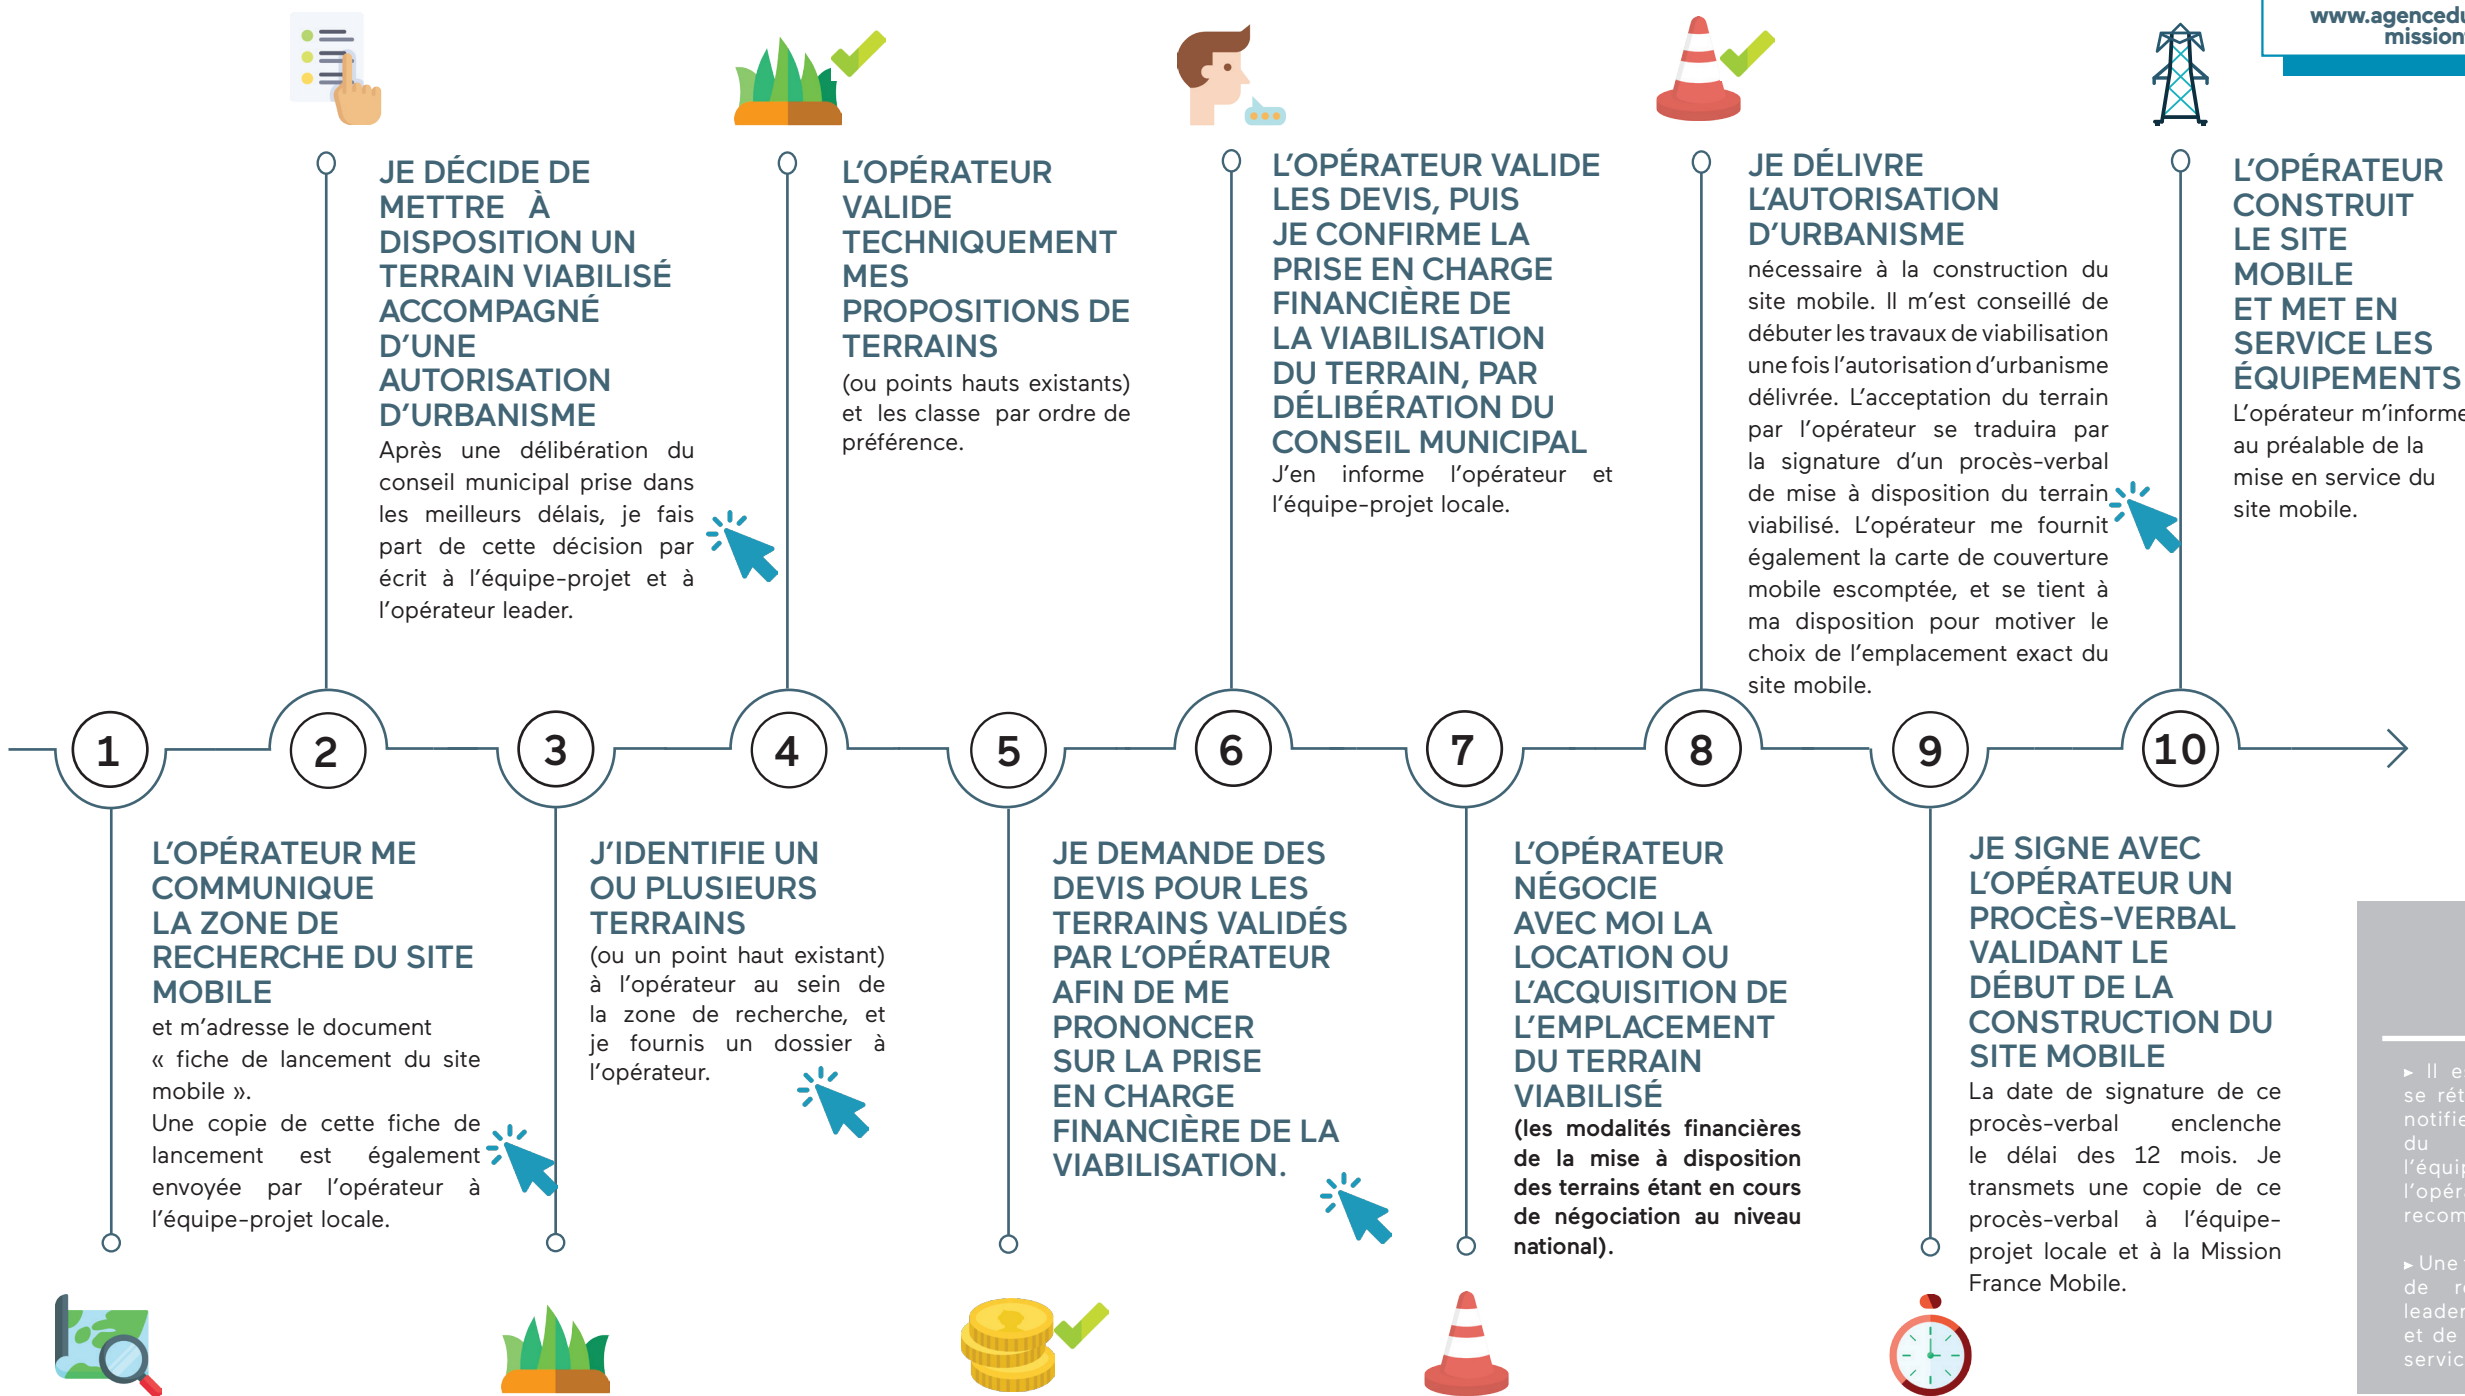 www.agencedu
mission
JE DÉCIDE DE
METTRE À
DISPOSITION UN
TERRAIN VIABILISÉ
ACCOMPAGNÉ
D'UNE
AUTORISATION
D'URBANISME
Après une délibération du
conseil municipal prise dans
les meilleurs délais, je fais
part de cette décision par
écrit à l'équipe-projet et à
l'opérateur leader.
L'OPÉRATEUR
VALIDE
TECHNIQUEMENT
MES
PROPOSITIONS DE
TERRAINS
(ou points hauts existants)
et les classe par ordre de
préférence.
L'OPÉRATEUR VALIDE
LES DEVIS, PUIS
JE CONFIRME LA
PRISE EN CHARGE
FINANCIÈRE DE
LA VIABILISATION
DU TERRAIN, PAR
DÉLIBÉRATION DU
CONSEIL MUNICIPAL
J'en informe l'opérateur et
l'équipe-projet locale.
JE DÉLIVRE
L'AUTORISATION
D'URBANISME
nécessaire à la construction du
site mobile. Il m'est conseillé de
débuter les travaux de viabilisation
une fois l'autorisation d'urbanisme
délivrée. L'acceptation du terrain
par l'opérateur se traduira par
la signature d'un procès-verbal
de mise à disposition du terrain
viabilisé. L'opérateur me fournit
également la carte de couverture
mobile escomptée, et se tient à
ma disposition pour motiver le
choix de l'emplacement exact du
site mobile.
L'OPÉRATEUR
CONSTRUIT
LE SITE
MOBILE
ET MET EN
SERVICE LES
ÉQUIPEMENTS
L'opérateur m'informe
au préalable de la
mise en service du
site mobile.
1
2
3
4
5
6
7
8
9
10
L'OPÉRATEUR ME
COMMUNIQUE
LA ZONE DE
RECHERCHE DU SITE
MOBILE
et m'adresse le document
« fiche de lancement du site
mobile ».
Une copie de cette fiche de
lancement est également
envoyée par l'opérateur à
l'équipe-projet locale.
J'IDENTIFIE UN
OU PLUSIEURS
TERRAINS
(ou un point haut existant)
à l'opérateur au sein de
la zone de recherche, et
je fournis un dossier à
l'opérateur.
JE DEMANDE DES
DEVIS POUR LES
TERRAINS VALIDÉS
PAR L'OPÉRATEUR
AFIN DE ME
PRONONCER
SUR LA PRISE
EN CHARGE
FINANCIÈRE DE LA
VIABILISATION.
L'OPÉRATEUR
NÉGOCIE
AVEC MOI LA
LOCATION OU
L'ACQUISITION DE
L'EMPLACEMENT
DU TERRAIN
VIABILISÉ
(les modalités financières
de la mise à disposition
des terrains étant en cours
de négociation au niveau
national).
JE SIGNE AVEC
L'OPÉRATEUR UN
PROCÈS-VERBAL
VALIDANT LE
DÉBUT DE LA
CONSTRUCTION DU
SITE MOBILE
La date de signature de ce
procès-verbal enclenche
le délai des 12 mois. Je
transmets une copie de ce
procès-verbal à l'équipe-
projet locale et à la Mission
France Mobile.
▸ Il es
se rét
notifie
du
l'équip
l'opéra
recom
▸ Une
de r
leader
et de
servic